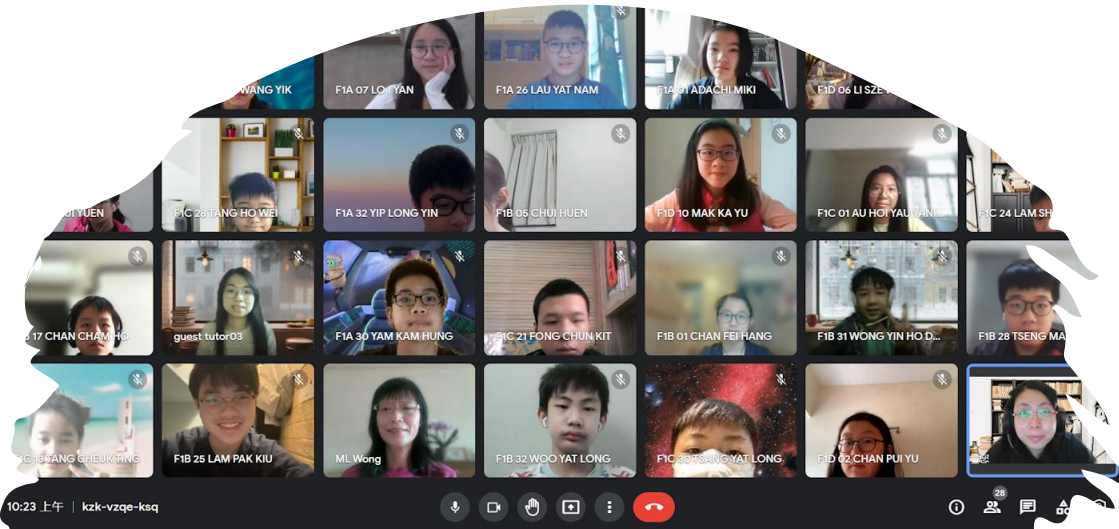 WANG YIK
F1A 07 LO I YAN
F1A 26 LAU YAT NAM
F1A 01 ADACHI MIKI
F1D 06 LI SZE
UI YUEN
F1C 28 TANG HO WEI
F1A 32 YIP LONG YIN
F1B 05 CHUI HUEN
F1D 10 MAK KA YU
F1C 01 AU HOI YAU YANI...
F1C 24 LAM SH
17 CHAN CHAM HO
guest tutor03
F1A 30 YAM KAM HUNG
F1C 21 FONG CHUN KIT
F1B 01 CHAN FEI HANG
F1B 31 WONG YIN HO D...
F1B 28 TSENG MA
TANG CHEUK TING
F1B 25 LAM PAK KIU
ML Wong
F1B 32 WOO YAT LONG
F1C 30 TSANG YAT LONG
F1D 02 CHAN PUI YU
10:23 上午 | kzk-vzqe-ksq
28